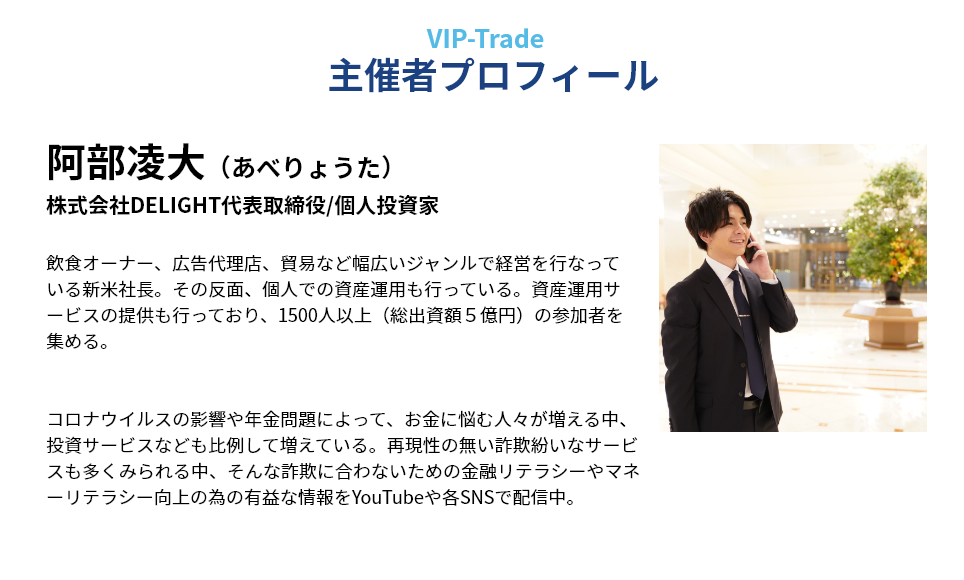 VIP-Trade
主催者プロフィール
阿部凌大（あべりょうた）
株式会社DELIGHT代表取締役/個人投資家
飲食オーナー、広告代理店、貿易など幅広いジャンルで経営を行なって
いる新米社長。その反面、個人での資産運用も行っている。資産運用サ
ービスの提供も行っており、1500人以上（総出資額５億円）の参加者を
集める。
コロナウイルスの影響や年金問題によって、お金に悩む人々が増える中、
投資サービスなども比例して増えている。再現性の無い詐欺紛いなサービ
スも多くみられる中、そんな詐欺に合わないための金融リテラシーやマネ
ーリテラシー向上の為の有益な情報をYouTubeや各SNSで配信中。